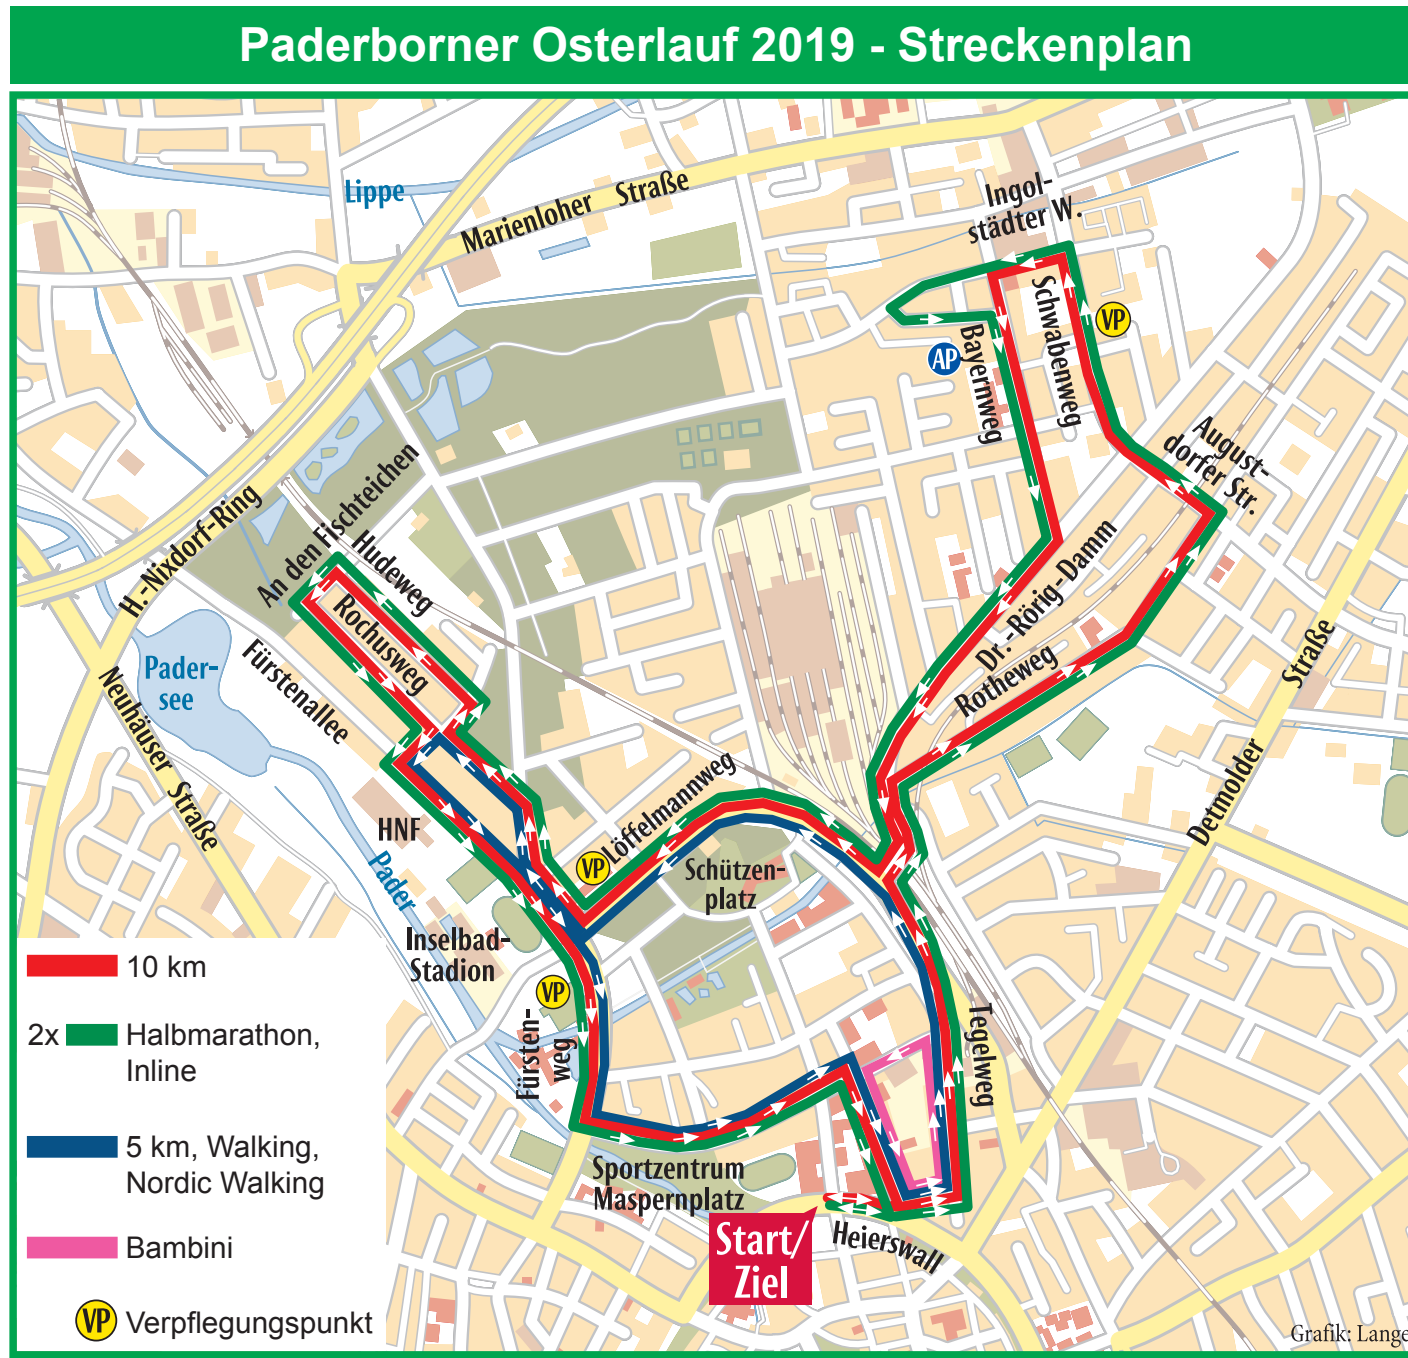 Paderborner Osterlauf 2019 - Streckenplan
Lippe
Marienloher Straße
Ingol-
städter W.
Schwabenweg
VP
AP
Bayernweg
August-
dorfer Str.
H.-Nixdorf-Ring
An den Fischteichen
Hudeweg
Rochusweg
Fürstenallee
Pader-
see
Neuhäuser Straße
Dr.-Rörig-Damm
Rotheweg
Detmolder Straße
HNF
Pader
VP
Löffelmannweg
Schützen-
platz
Inselbad-
Stadion
VP
Fürsten-
weg
Tegelweg
Sportzentrum
Maspernplatz
Start/
Ziel
Heierswall
10 km
2x Halbmarathon,
Inline
5 km, Walking,
Nordic Walking
Bambini
VP Verpflegungspunkt
Grafik: Lange